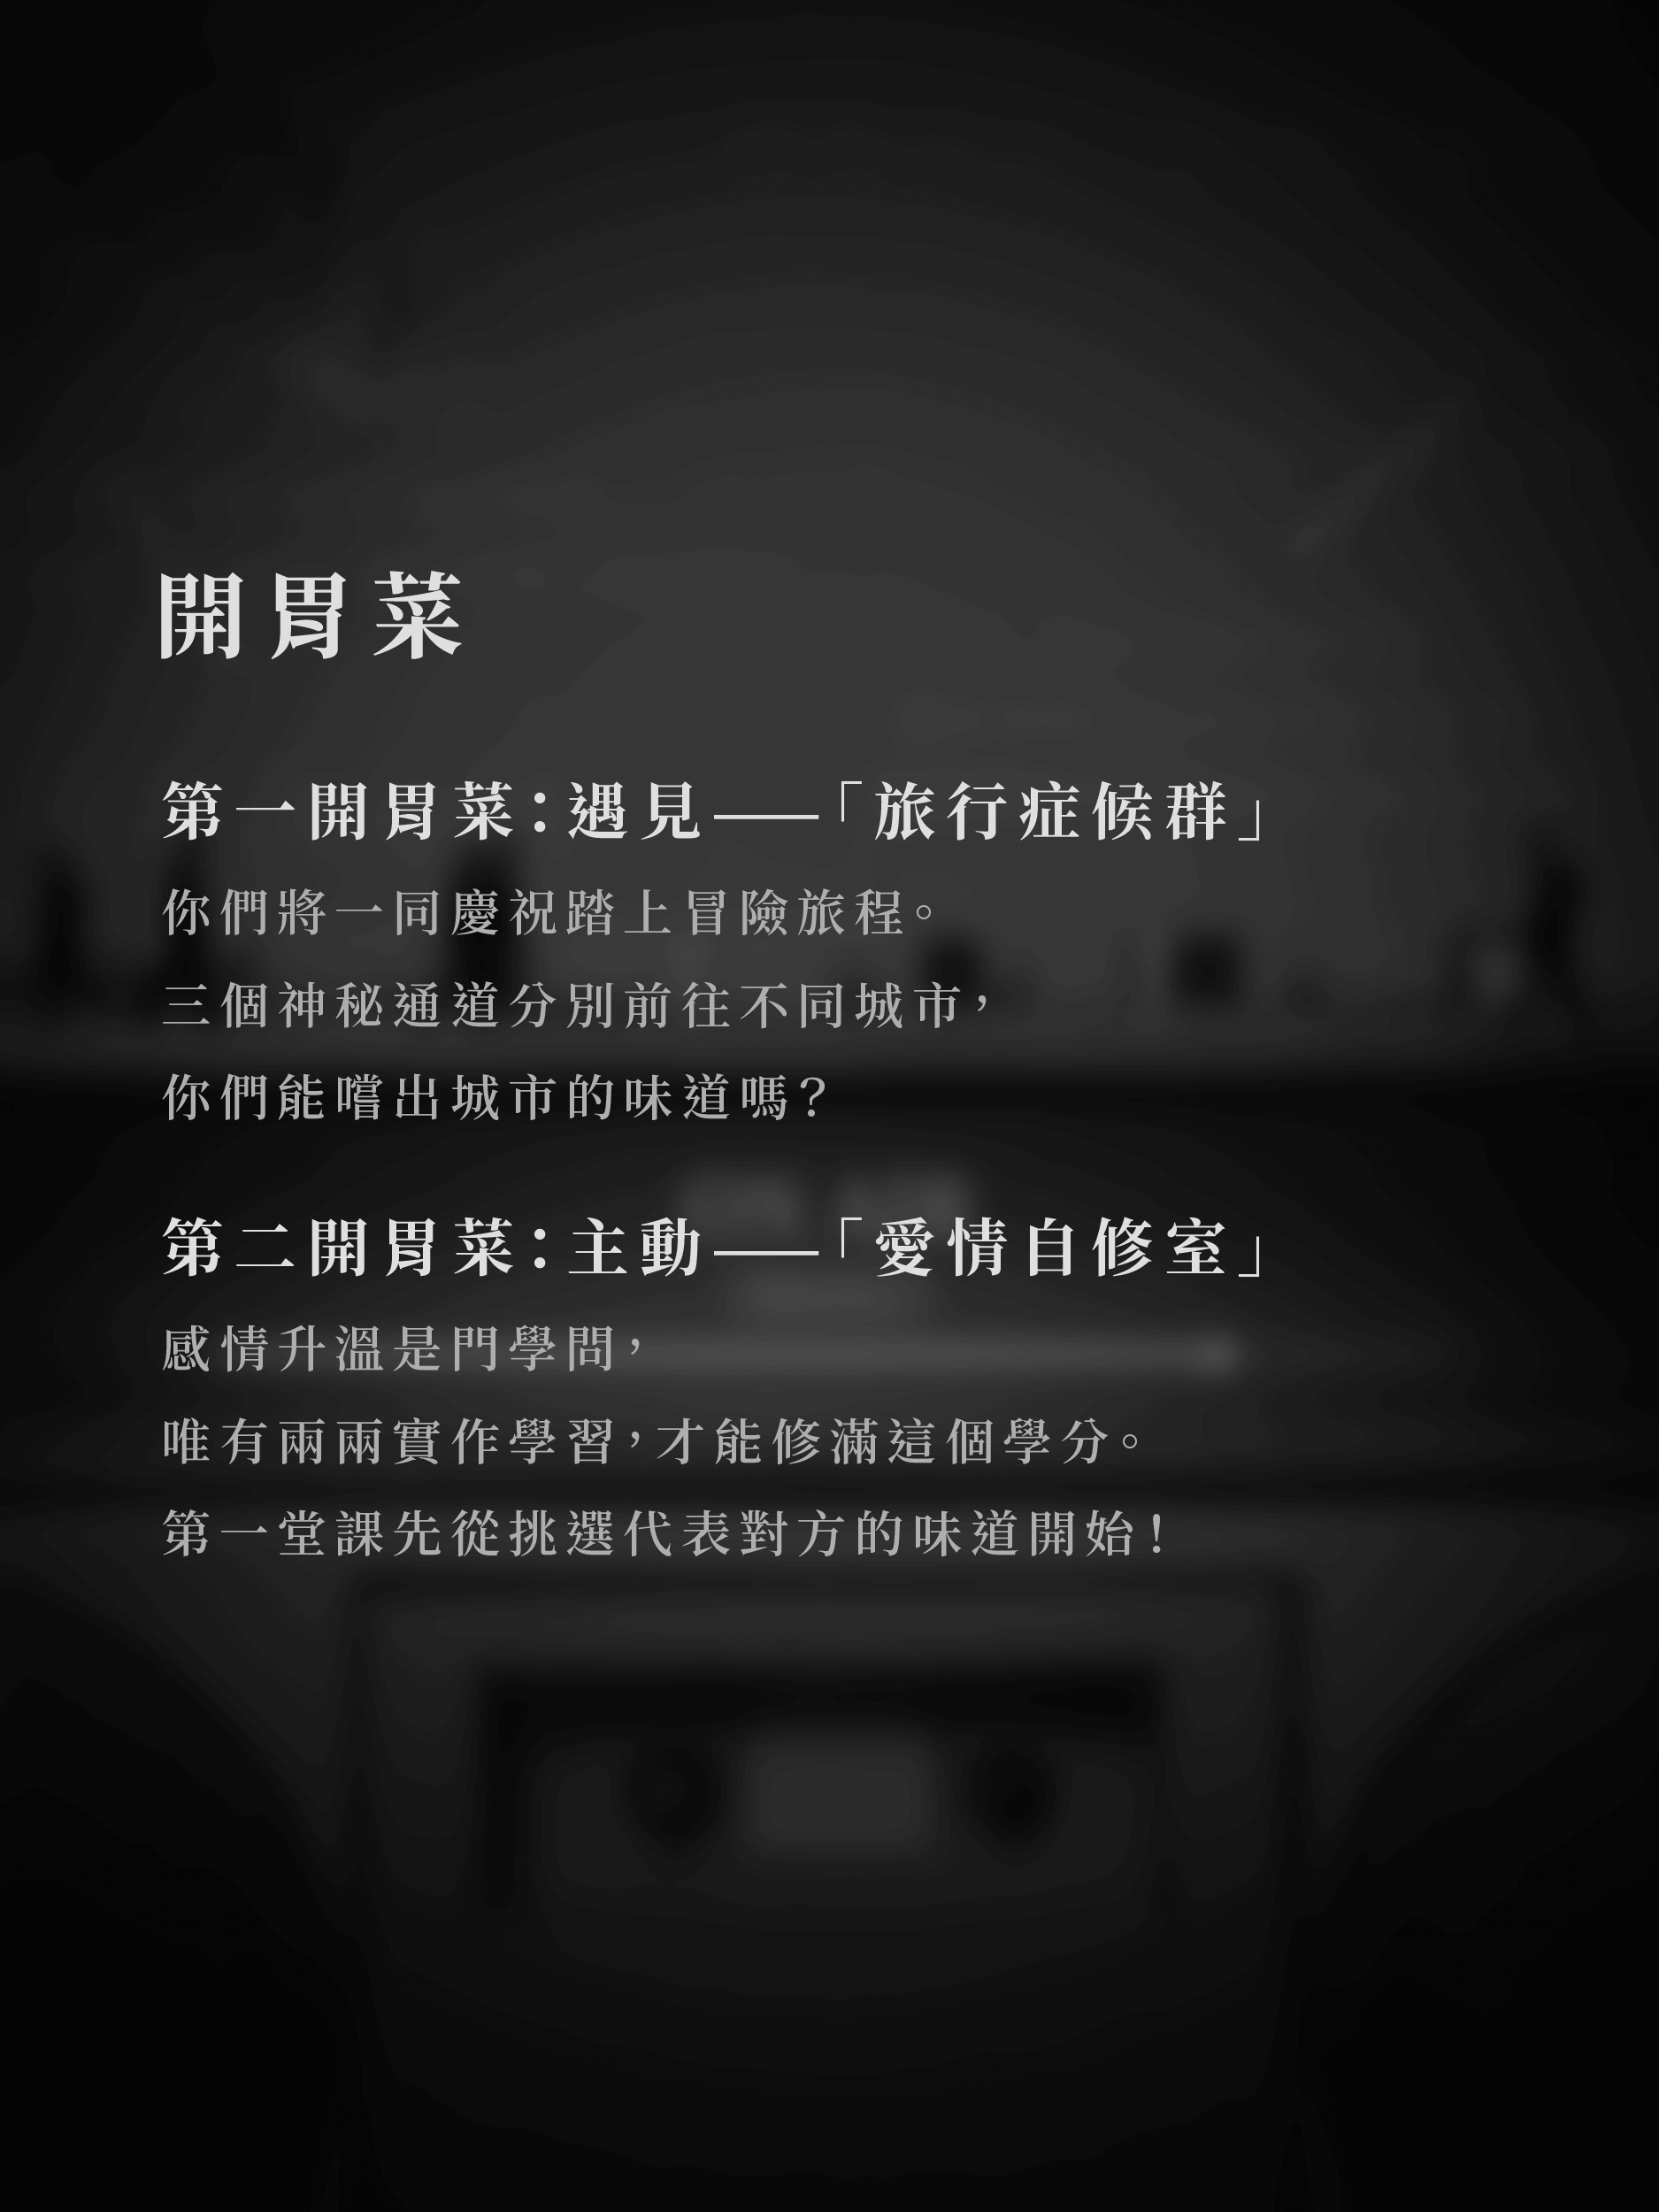 開胃菜
第一開胃菜：遇見——「旅行症候群」
你們將一同慶祝踏上冒險旅程。
三個神秘通道分別前往不同城市，
你們能嚐出城市的味道嗎？
第二開胃菜：主動——「愛情自修室」
感情升溫是門學問，
唯有兩兩實作學習，才能修滿這個學分。
第一堂課先從挑選代表對方的味道開始！